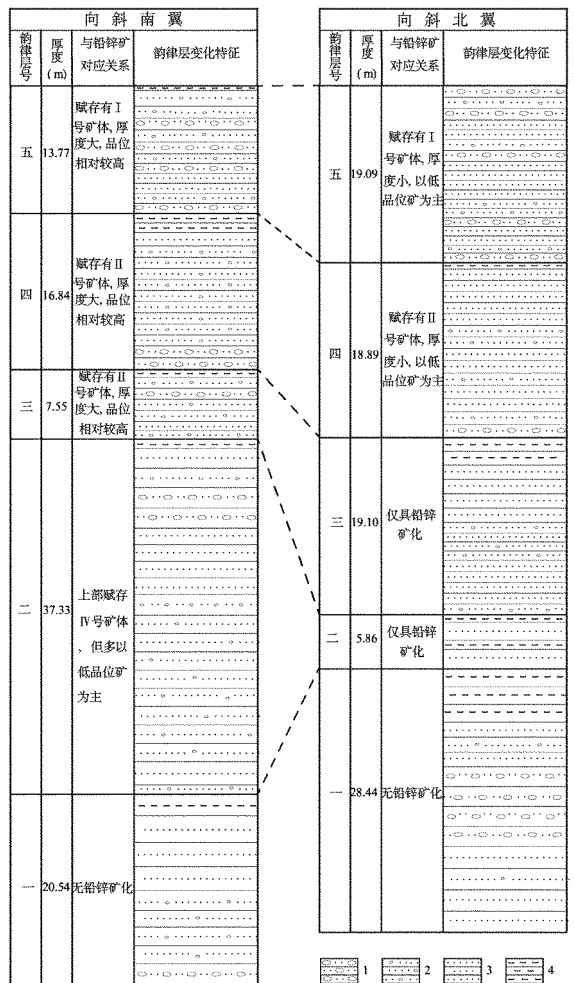 向斜南翼
韵律层号
厚度(m)
与铅锌矿
对应关系
韵律层变化特征
五
13.77
赋存有Ⅰ
号矿体,厚
度大,品位
相对较高
四
16.84
赋存有Ⅱ
号矿体,厚
度大,品位
相对较高
三
7.55
赋存有Ⅱ
号矿体,厚
度大,品位
相对较高
二
37.33
上部赋存
Ⅳ号矿体
、但多以
低品位矿
为主
一
20.54
无铅锌矿化
向斜北翼
韵律层号
厚度(m)
与铅锌矿
对应关系
韵律层变化特征
五
19.09
赋存有Ⅰ
号矿体,厚
度小,以低
品位矿为主
四
18.89
赋存有Ⅱ
号矿体,厚
度小,以低
品位矿为主
三
19.10
仅具铅锌
矿化
二
5.86
仅具铅锌
矿化
一
28.44
无铅锌矿化
1 2 3 4